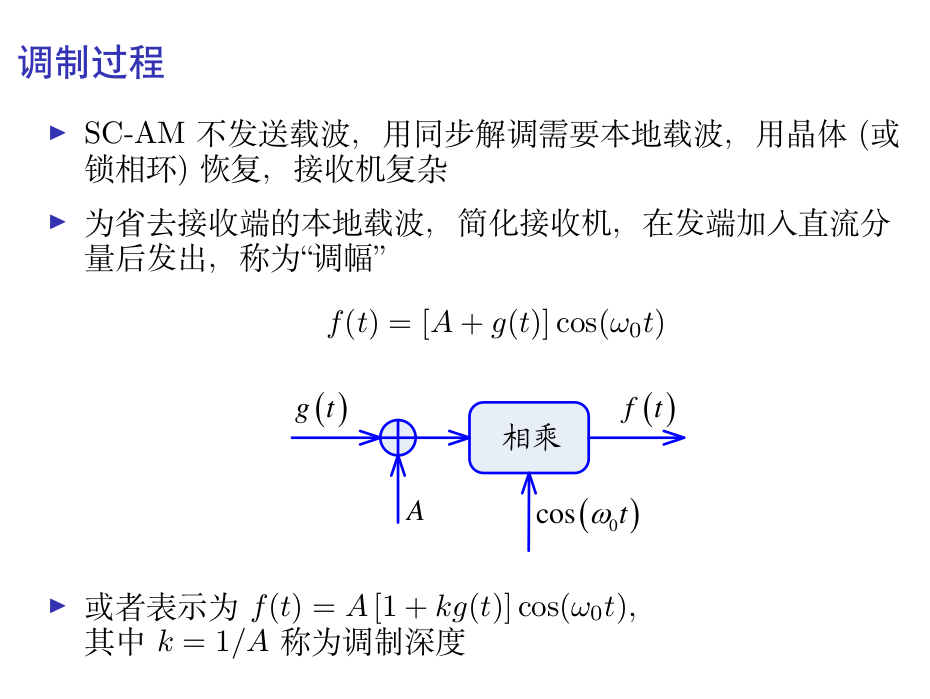 调制过程
SC-AM 不发送载波，用同步解调需要本地载波，用晶体 (或
锁相环) 恢复，接收机复杂
为省去接收端的本地载波，简化接收机，在发端加入直流分
量后发出，称为“调幅”
f(t) = [A + g(t)] cos(ω₀t)
g(t)
f(t)
相乘
A
cos(ω₀t)
或者表示为 f(t) = A [1 + kg(t)] cos(ω₀t),
其中 k = 1/A 称为调制深度